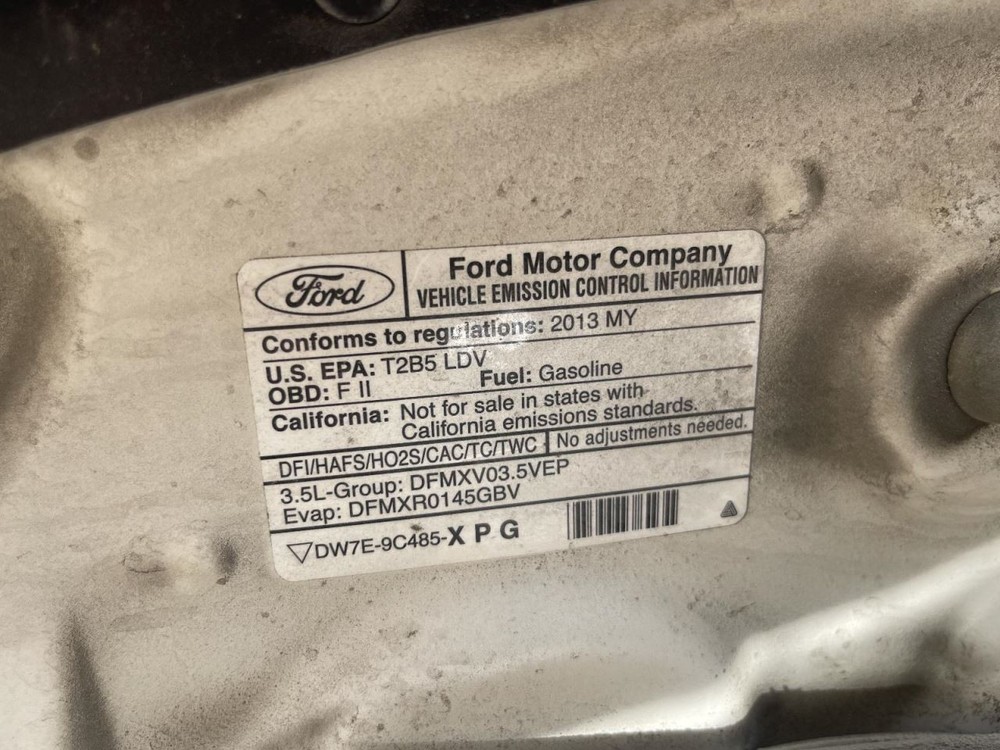 Ford
Ford Motor Company
VEHICLE EMISSION CONTROL INFORMATION
Conforms to regulations: 2013 MY
U.S. EPA: T2B5 LDV
OBD: F II Fuel: Gasoline
California: Not for sale in states with
California emissions standards.
DFI/HAFS/HO2S/CAC/TC/TWC No adjustments needed.
3.5L-Group: DFMXV03.5VEP
Evap: DFMXR0145GBV
DW7E-9C485-X P G